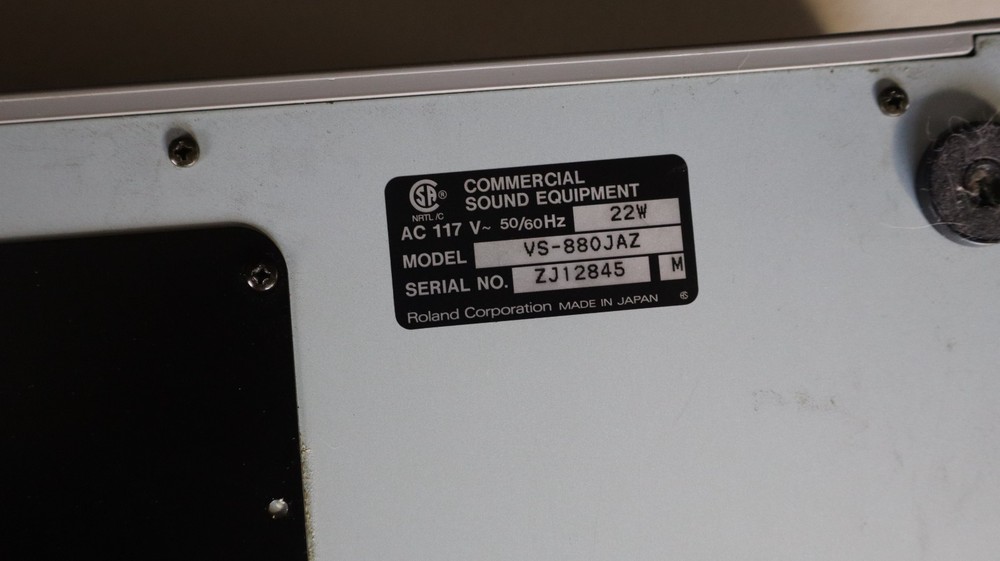 COMMERCIAL
SOUND EQUIPMENT
SA®
NRTL/C
AC 117 V~ 50/60Hz 22W
MODEL VS-880JAZ
SERIAL NO. ZJ12845 M
Roland Corporation MADE IN JAPAN